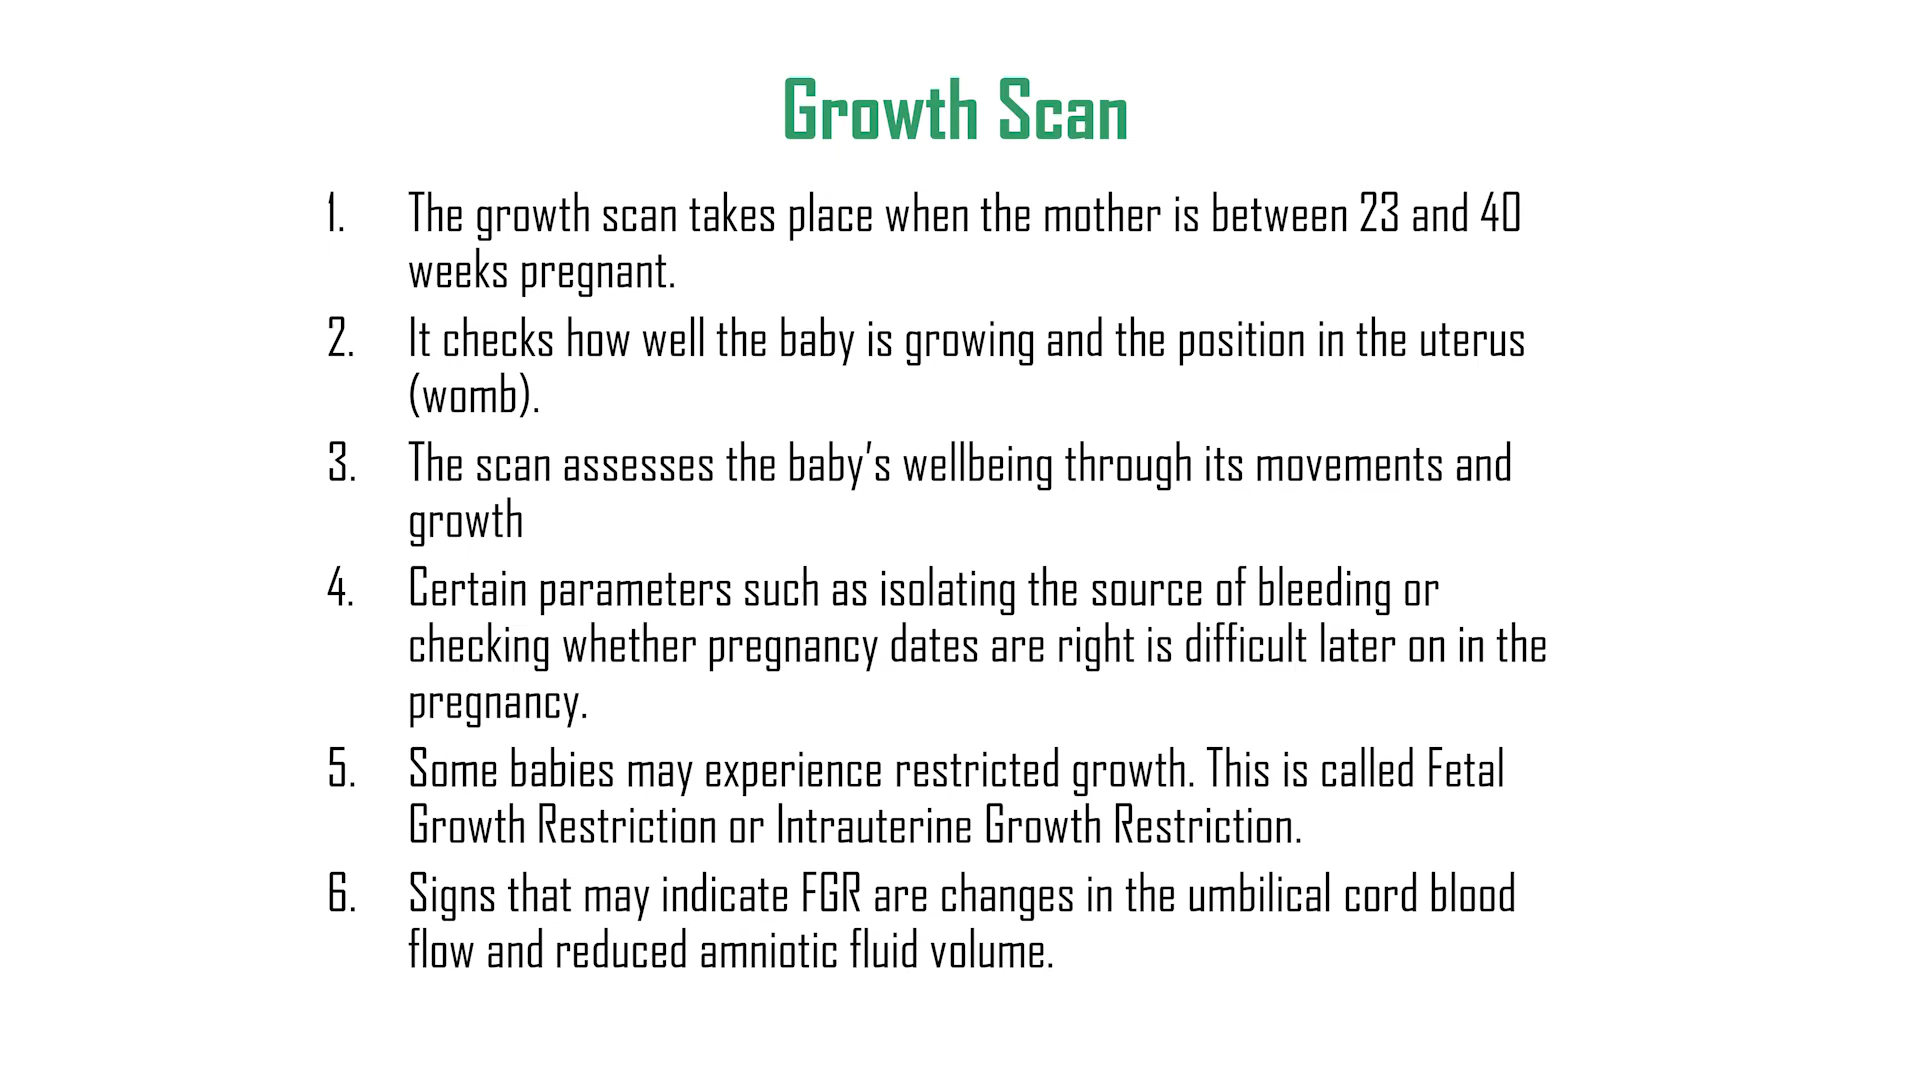 Growth Scan
1. The growth scan takes place when the mother is between 23 and 40
weeks pregnant.
2. It checks how well the baby is growing and the position in the uterus
(womb).
3. The scan assesses the baby’s wellbeing through its movements and
growth
4. Certain parameters such as isolating the source of bleeding or
checking whether pregnancy dates are right is difficult later on in the
pregnancy.
5. Some babies may experience restricted growth. This is called Fetal
Growth Restriction or Intrauterine Growth Restriction.
6. Signs that may indicate FGR are changes in the umbilical cord blood
flow and reduced amniotic fluid volume.